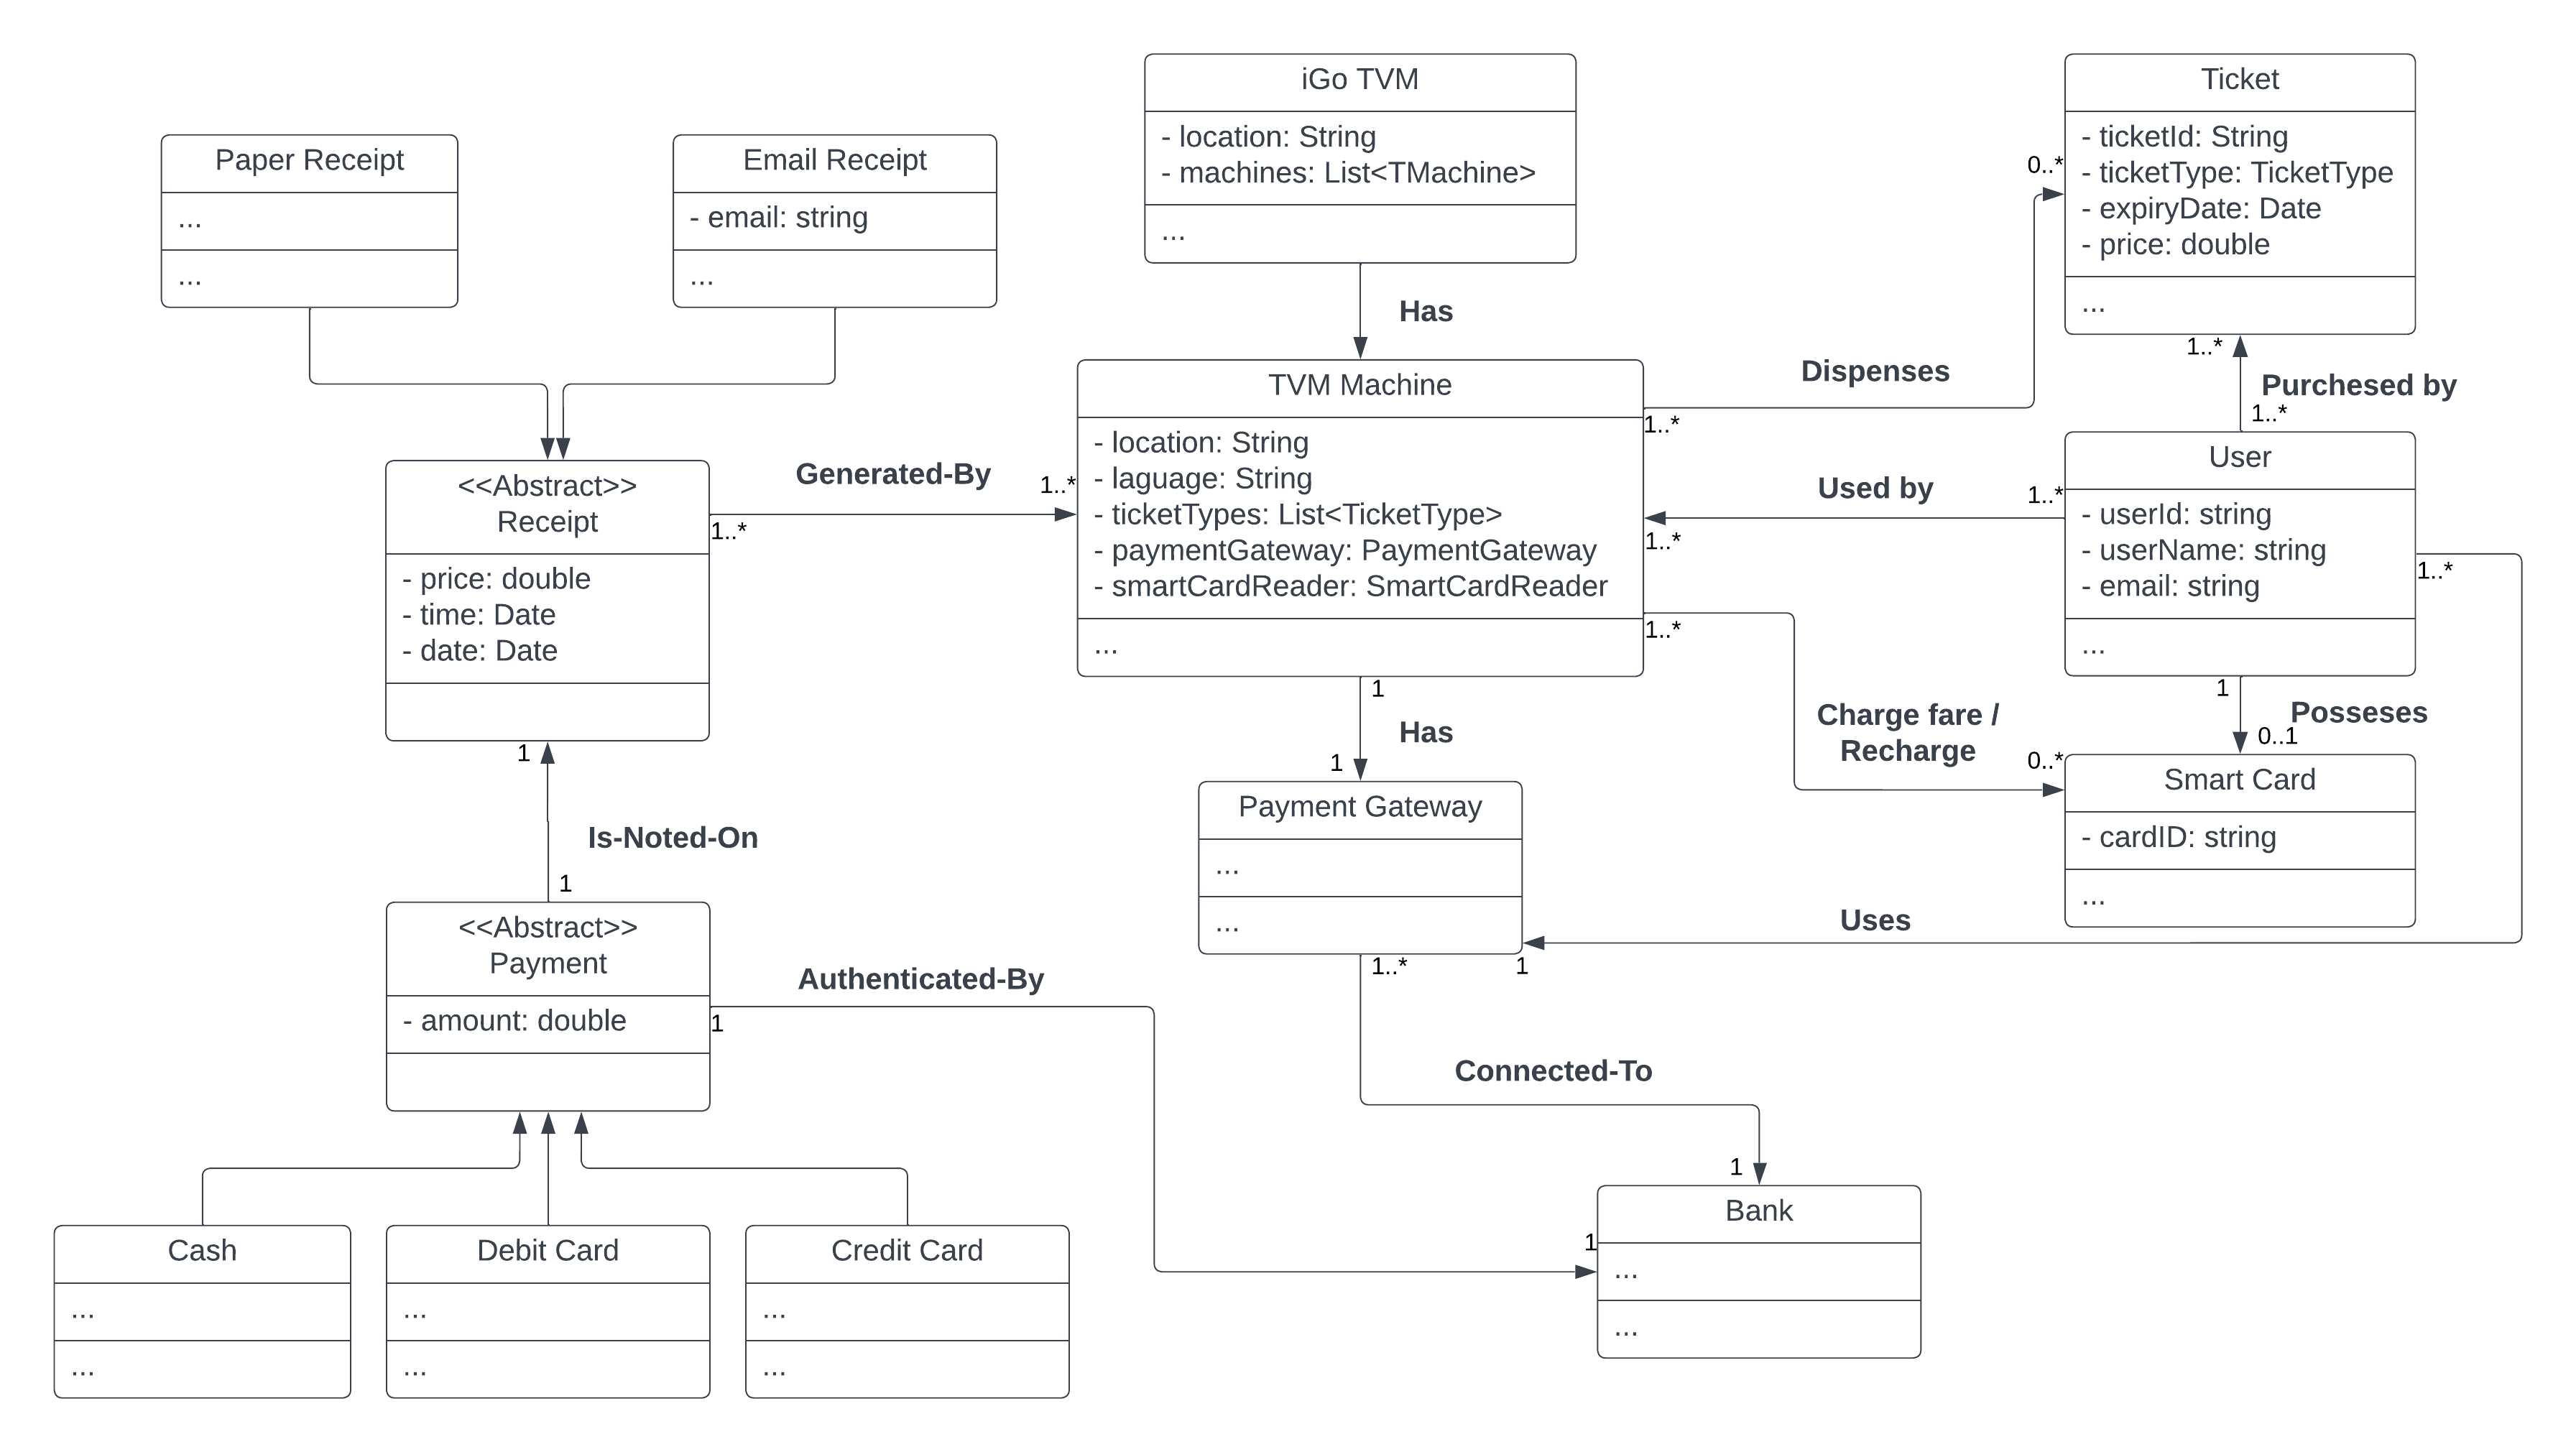 iGo TVM
- location: String
- machines: List<TMachine>
...
Ticket
- ticketId: String
- ticketType: TicketType
- expiryDate: Date
- price: double
...
Paper Receipt
...
...
Email Receipt
- email: string
...
Has
0..*
Dispenses
1..*
1..*
Purchesed by
1..*
TVM Machine
- location: String
- laguage: String
- ticketTypes: List<TicketType>
- paymentGateway: PaymentGateway
- smartCardReader: SmartCardReader
...
User
- userId: string
- userName: string
- email: string
...
<<Abstract>>
Receipt
- price: double
- time: Date
- date: Date
Generated-By
1..*
1..*
Used by
1..*
1..*
1..*
1..*
Charge fare /
Recharge
0..*
1
Posseses
0..1
1
Has
1
Smart Card
- cardID: string
...
Payment Gateway
...
...
Uses
1
1..*
1
Is-Noted-On
1
<<Abstract>>
Payment
- amount: double
Authenticated-By
1
Connected-To
1
1
Bank
...
...
Cash
...
...
Debit Card
...
...
Credit Card
...
...